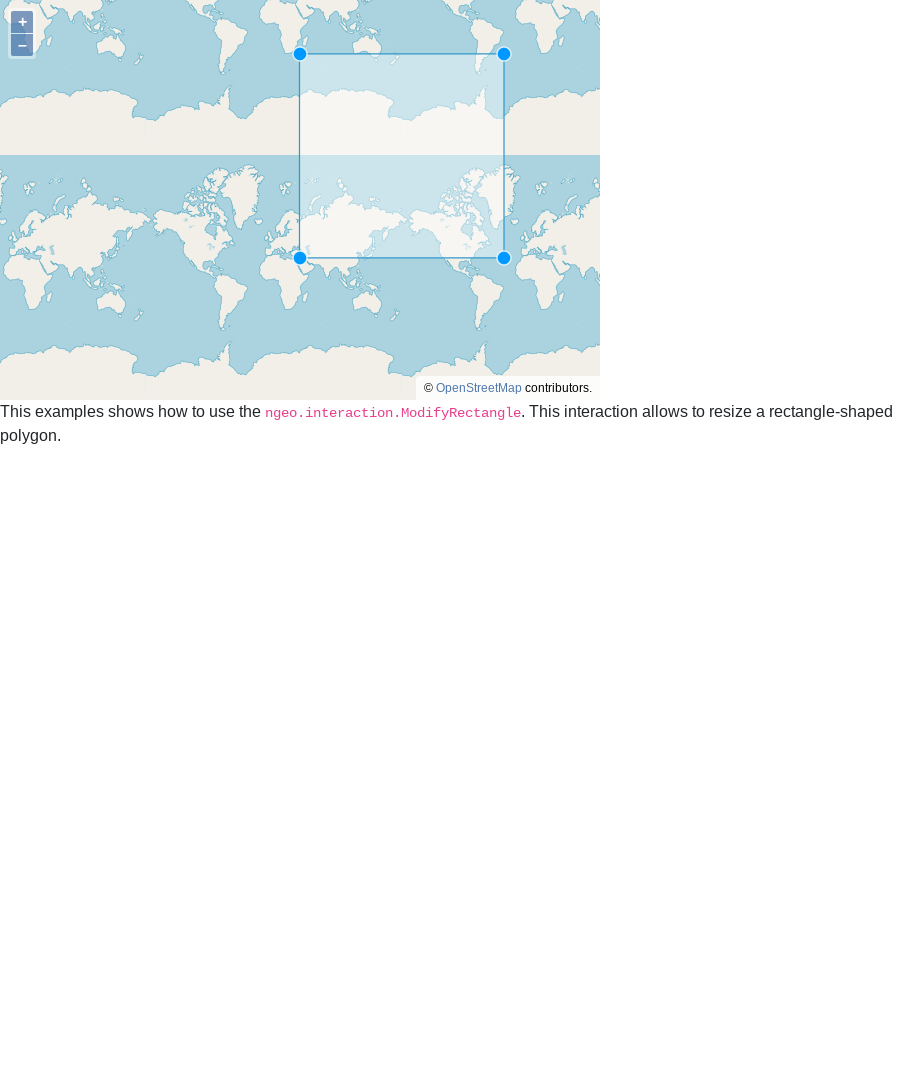 +
−
© OpenStreetMap contributors.
This examples shows how to use the ngeo.interaction.ModifyRectangle. This interaction allows to resize a rectangle-shaped
polygon.